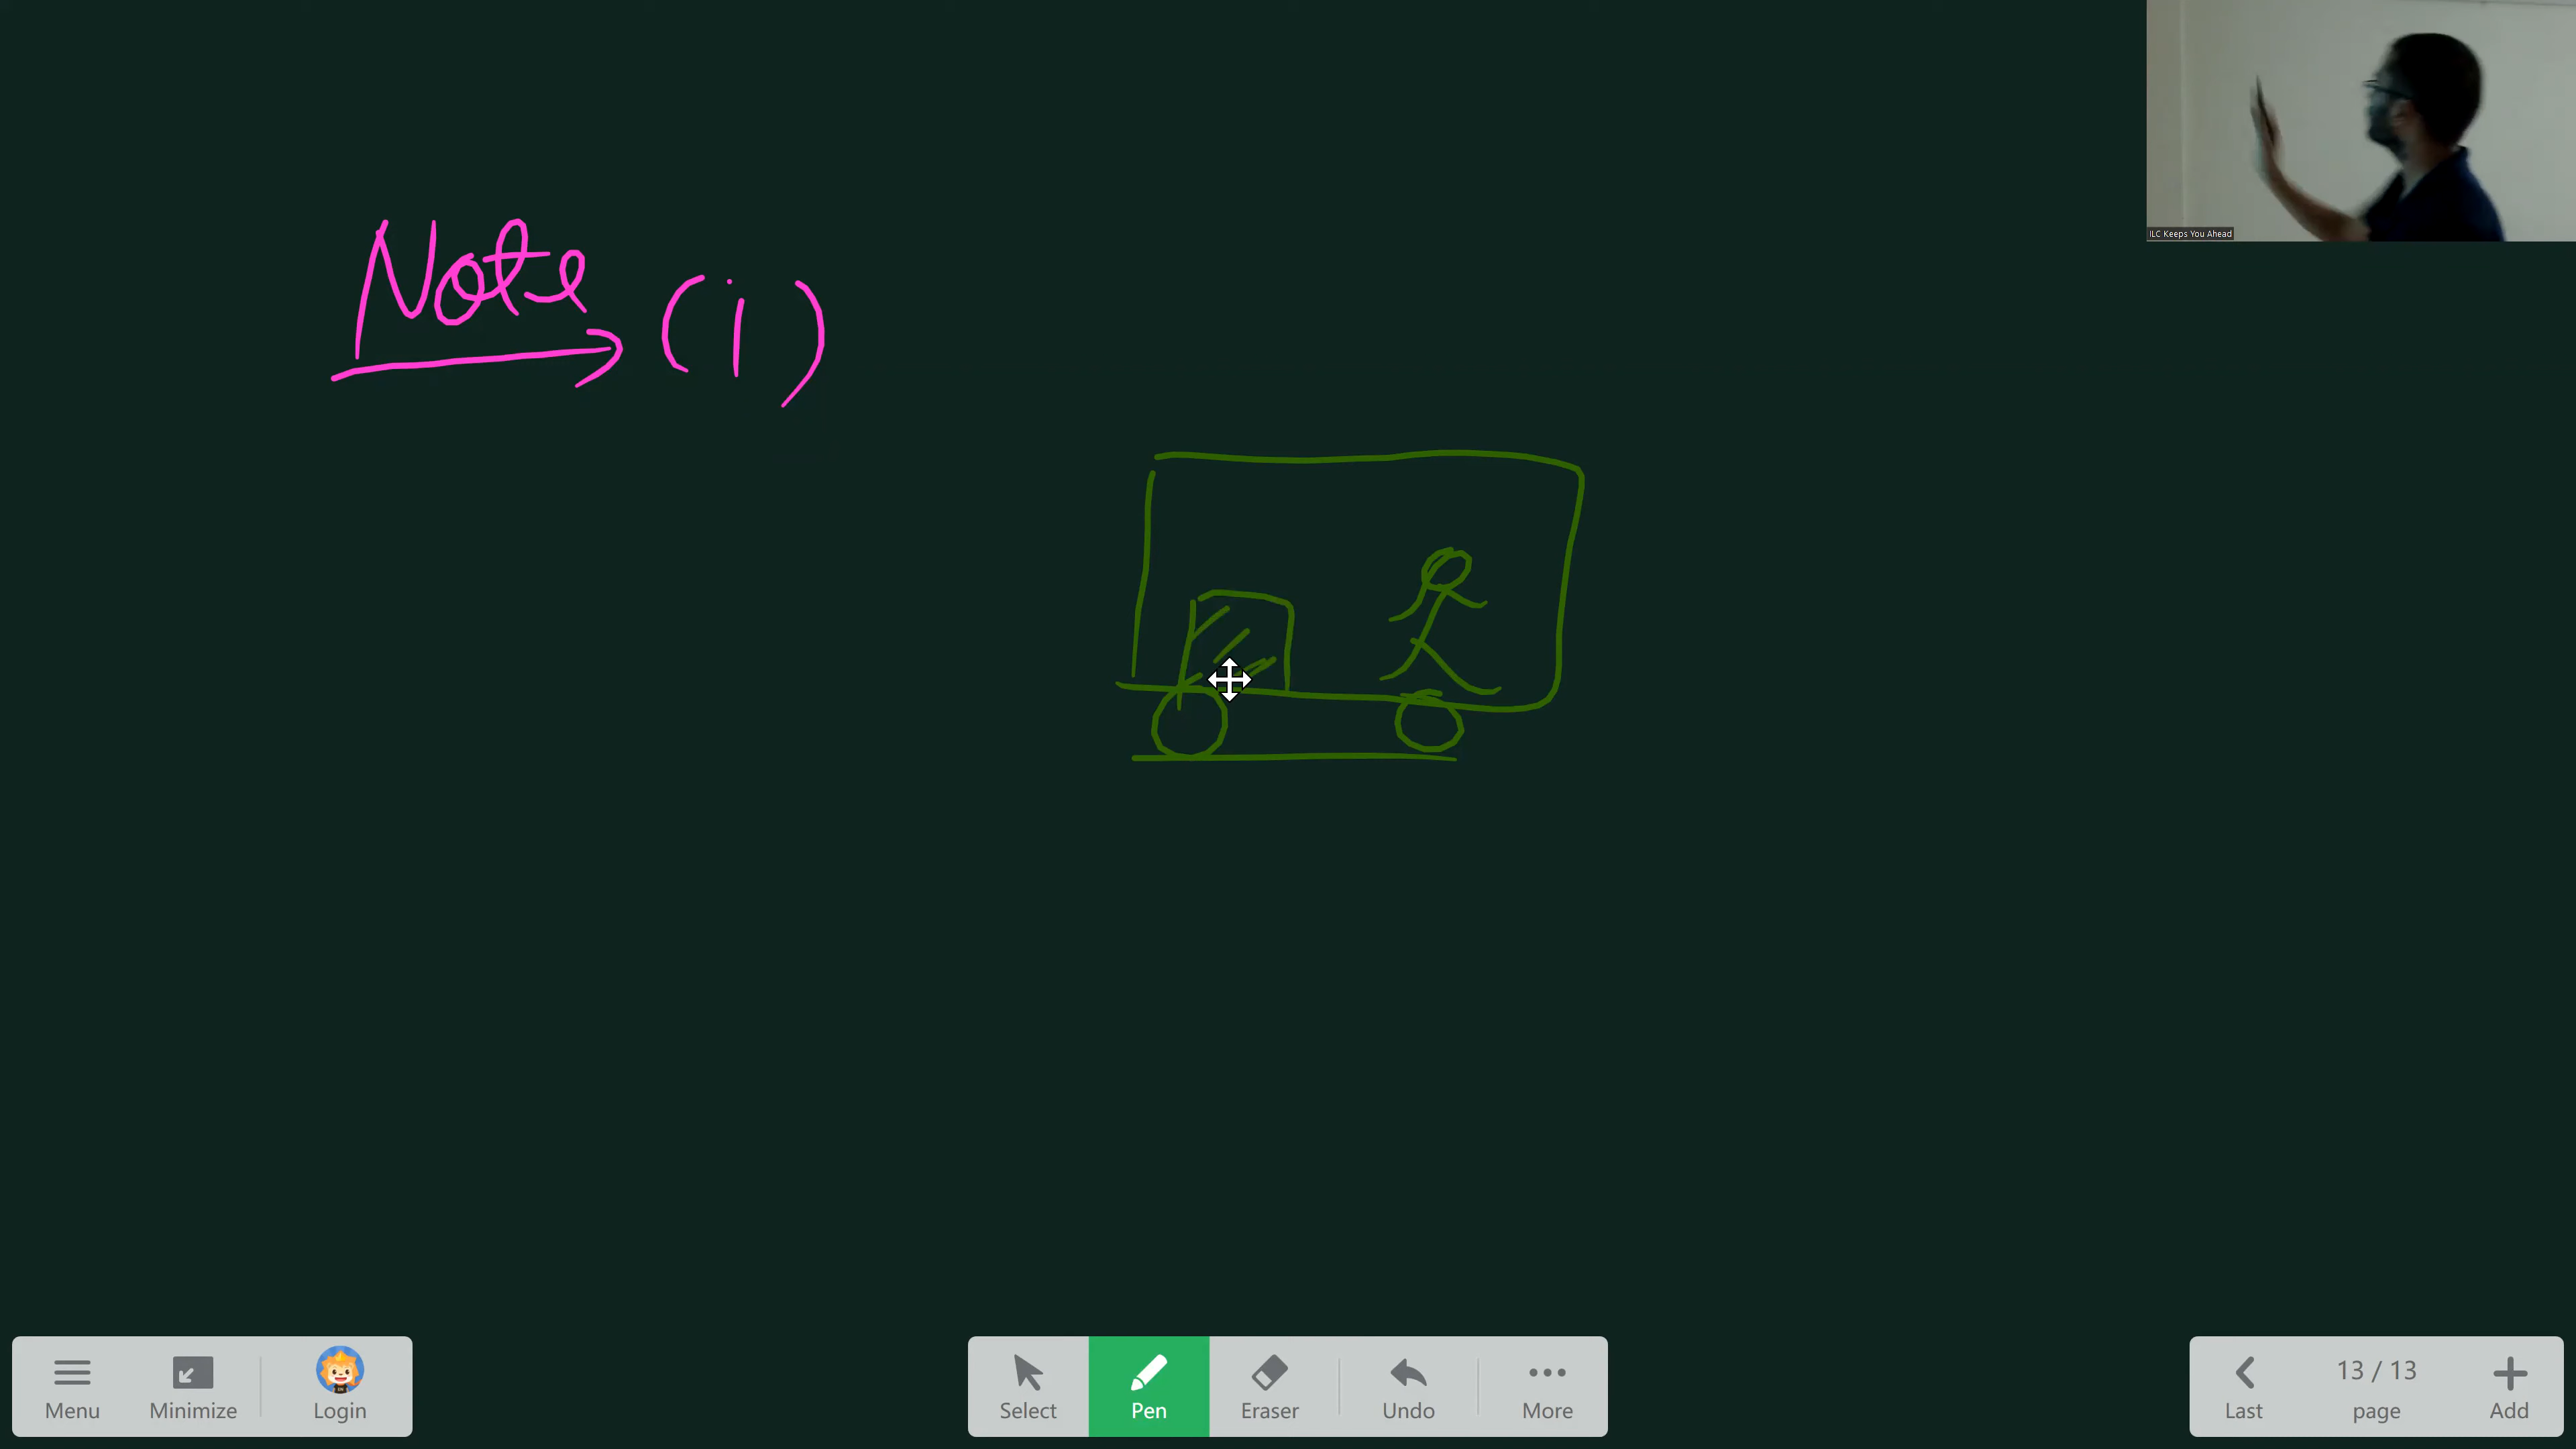 ILC Keeps You Ahead
Note (i)
Menu Minimize Login Select Pen Eraser Undo More Last 13 / 13 page Add